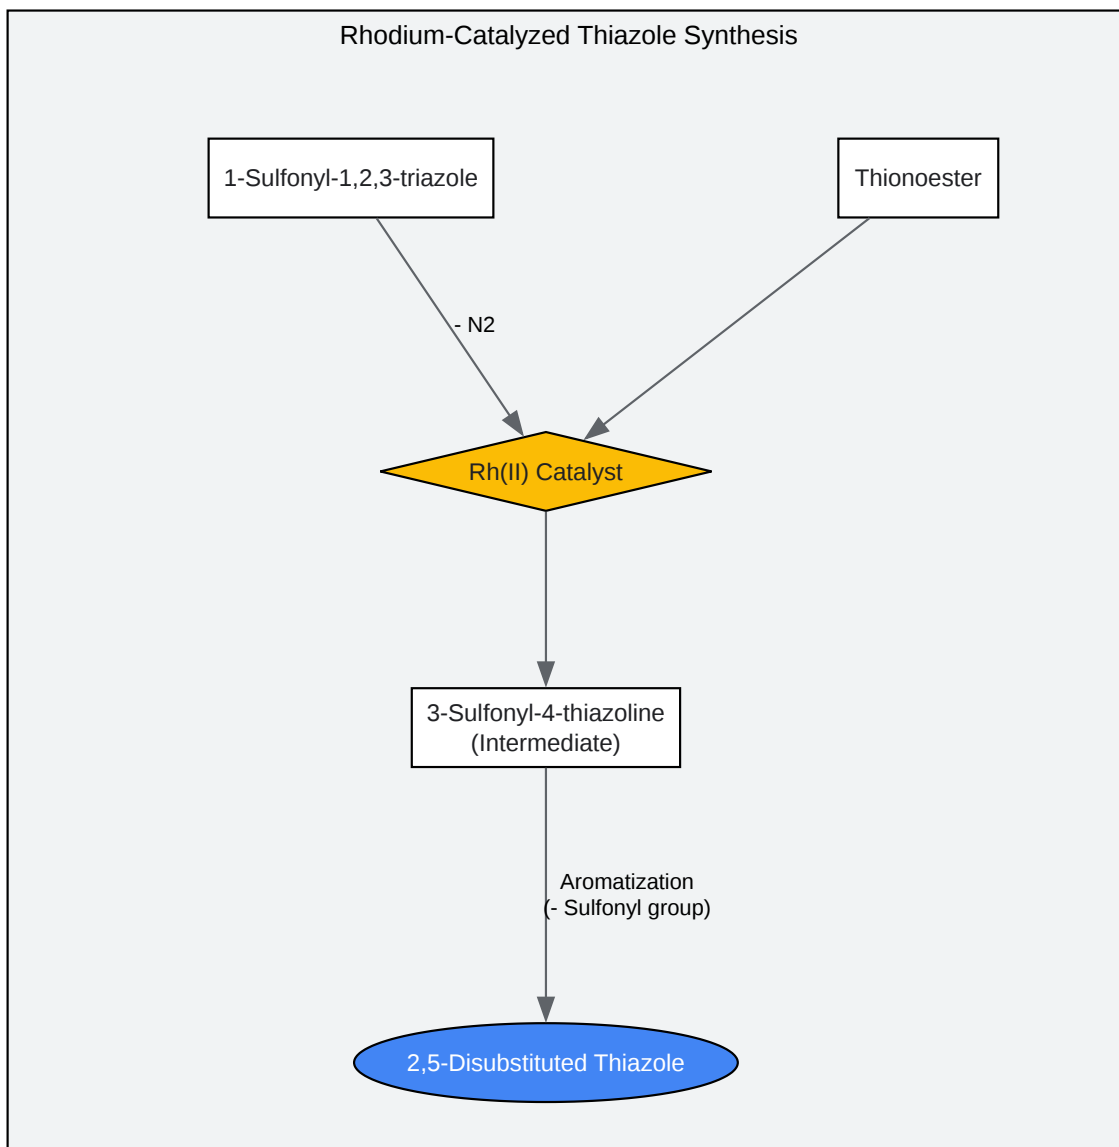 Rhodium-Catalyzed Thiazole Synthesis
1-Sulfonyl-1,2,3-triazole
Thionoester
- N2
Rh(II) Catalyst
3-Sulfonyl-4-thiazoline
(Intermediate)
Aromatization
(- Sulfonyl group)
2,5-Disubstituted Thiazole